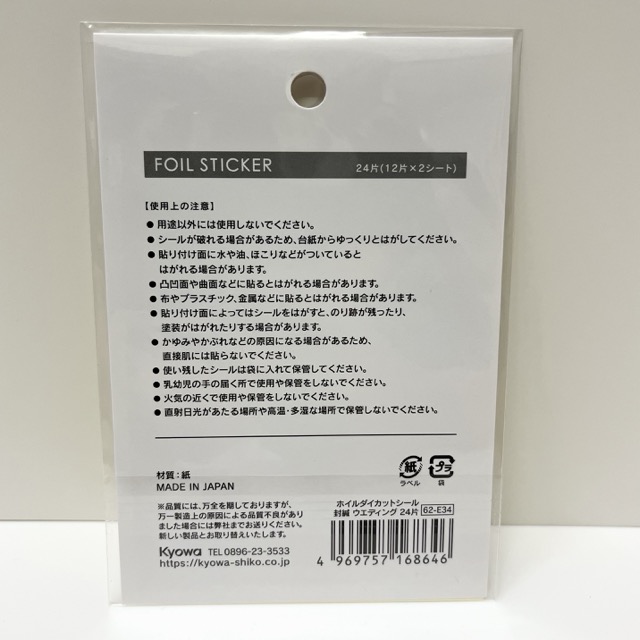 FOIL STICKER 24片(12片×2シート)
【使用上の注意】
● 用途以外には使用しないでください。
● シールが破れる場合があるため、台紙からゆっくりとはがしてください。
● 貼り付け面に水や油、ほこりなどがついていると
はがれる場合があります。
● 凸凹面や曲面などに貼るとはがれる場合があります。
● 布やプラスチック、金属などに貼るとはがれる場合があります。
● 貼り付け面によってはシールをはがすと、のり跡が残ったり、
塗装がはがれたりする場合があります。
● かゆみやかぶれなどの原因になる場合があるため、
直接肌には貼らないでください。
● 使い残したシールは袋に入れて保管してください。
● 乳幼児の手の届く所で使用や保管をしないでください。
● 火気の近くで使用や保管をしないでください。
● 直射日光があたる場所や高温・多湿な場所で保管しないでください。
材質：紙
MADE IN JAPAN
紙 プラ
ラベル 袋
※品質には、万全を期しておりますが、
万一製造上の原因による品質不良があり
ました場合には弊社までお送りください。
新しい製品とお取り替えいたします。
Kyowa TEL 0896-23-3533
https://kyowa-shiko.co.jp
ホイルダイカットシール
封緘 ウエディング 24片 62-E34
4 969757 168646